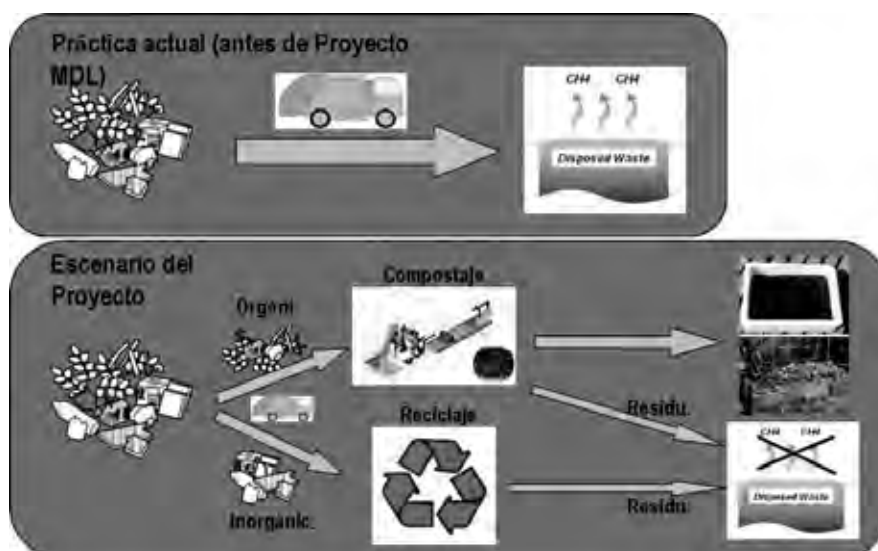 Práctica actual (antes de Proyecto
MDL)
CH4 CH4
Disposed Waste
Escenario del
Proyecto
Organi
Compostaje
Reciclaje
Inorganic.
Residu.
Residu.
CH4 CH4
Disposed Waste